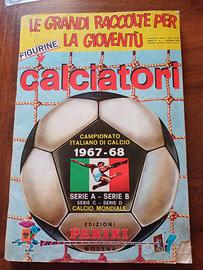 LE GRANDI RACCOLTE PER
LA GIOVENTÙ
FIGURINE
calciatori
CAMPIONATO
ITALIANO DI CALCIO
1967-68
SERIE A - SERIE B
SERIE C - SERIE D
CALCIO MONDIALE
EDIZIONI
PANINI
MODENA